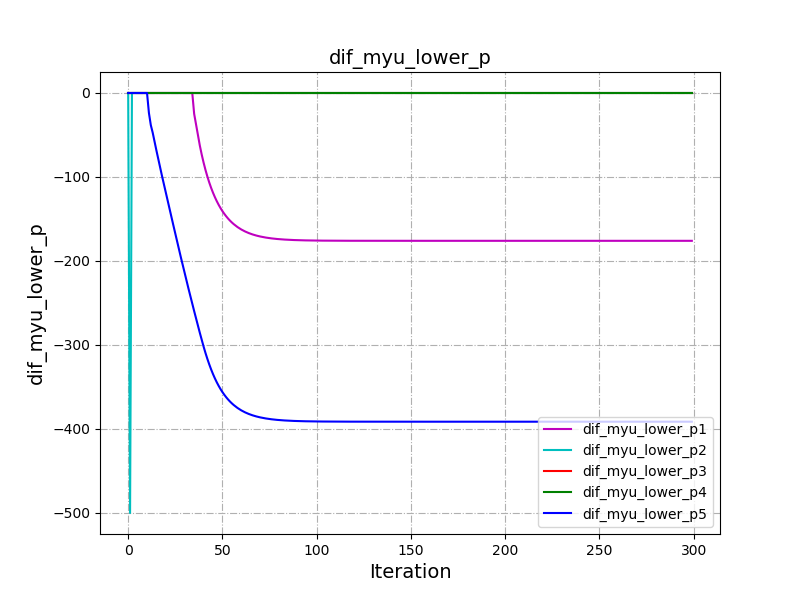 dif_myu_lower_p
dif_myu_lower_p
0
−100
−200
−300
−400
−500
0
50
100
150
200
250
300
Iteration
dif_myu_lower_p1
dif_myu_lower_p2
dif_myu_lower_p3
dif_myu_lower_p4
dif_myu_lower_p5